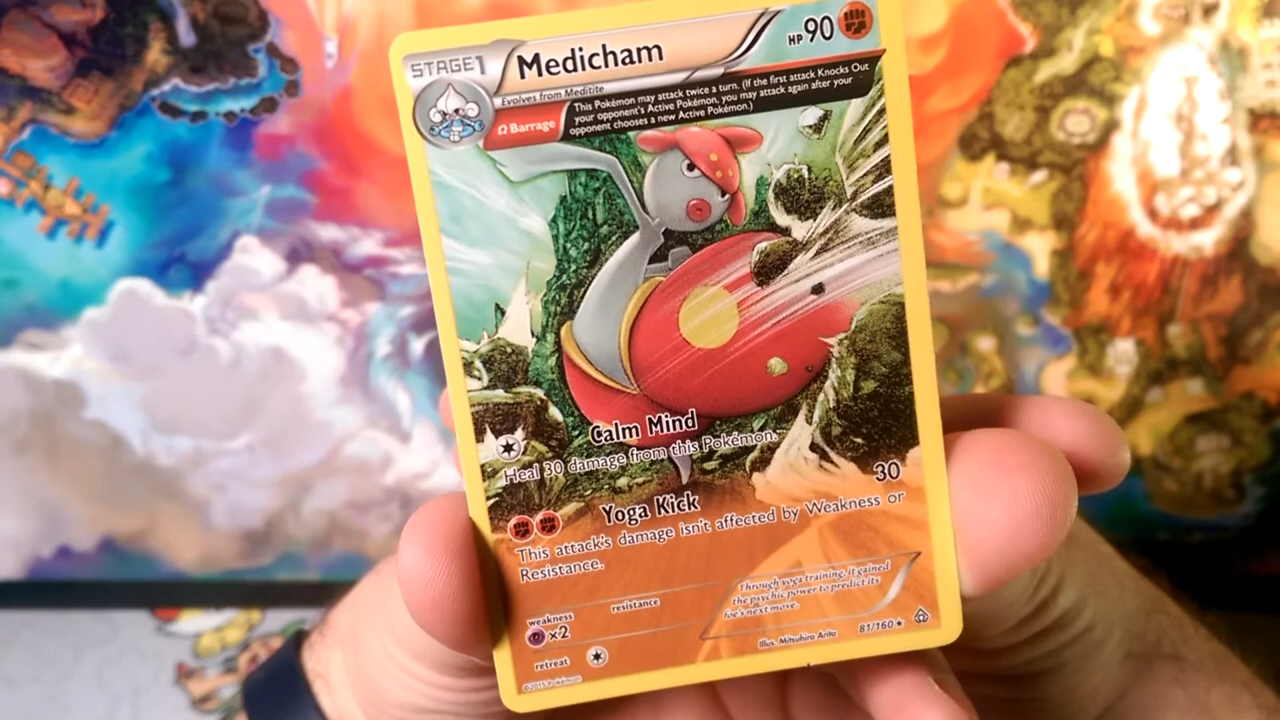 STAGE1 Medicham HP 90
Evolves from Meditite
Ω Barrage
This Pokémon may attack twice a turn. (If the first attack Knocks Out
your opponent's Active Pokémon, you may attack again after your
opponent chooses a new Active Pokémon.)
Calm Mind
Heal 30 damage from this Pokémon.
Yoga Kick 30
This attack's damage isn't affected by Weakness or
Resistance.
weakness resistance
×2
retreat
Through yoga training, it gained
the psychic power to predict its
foe's next move.
Illus. Mitsuhiro Arita 81/160★
©2015 Pokémon